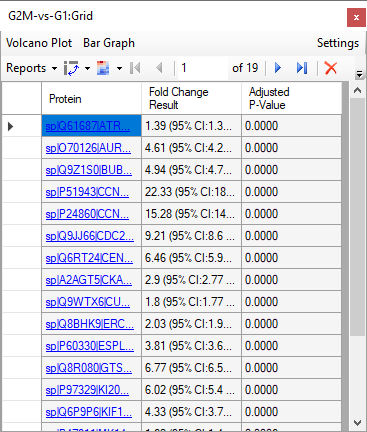 G2M-vs-G1:Grid
Volcano Plot Bar Graph Settings
Reports 1 of 19
Protein Fold Change Result Adjusted P-Value
sp|Q61687|ATR... 1.39 (95% CI:1.3... 0.0000
sp|O70126|AUR... 4.61 (95% CI:4.2... 0.0000
sp|Q9Z1S0|BUB... 4.94 (95% CI:4.7... 0.0000
sp|P51943|CCN... 22.33 (95% CI:18... 0.0000
sp|P24860|CCN... 15.28 (95% CI:14... 0.0000
sp|Q9JJ66|CDC2... 9.21 (95% CI:8.6 ... 0.0000
sp|Q6RT24|CEN... 6.46 (95% CI:5.9... 0.0000
sp|A2AGT5|CKA... 2.9 (95% CI:2.77 ... 0.0000
sp|Q9WTX6|CU... 1.8 (95% CI:1.77 ... 0.0000
sp|Q8BHK9|ERC... 2.03 (95% CI:1.9... 0.0000
sp|P60330|ESPL... 3.81 (95% CI:3.6... 0.0000
sp|Q8R080|GTS... 6.77 (95% CI:6.5... 0.0000
sp|P97329|KI20... 6.02 (95% CI:5.4 ... 0.0000
sp|Q6P9P6|KIF1... 4.33 (95% CI:3.7... 0.0000